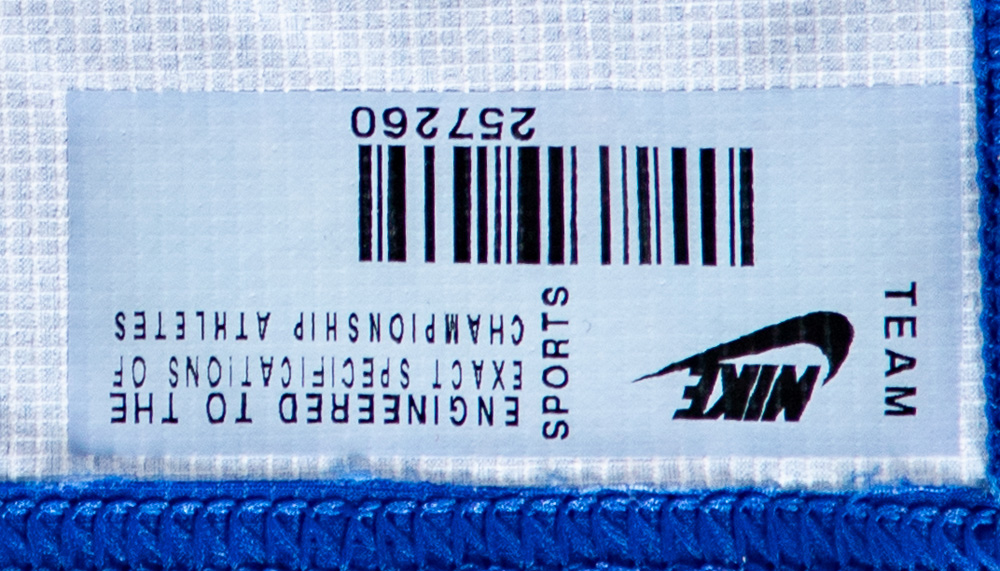 TEAM
NIKE
SPORTS
ENGINEERED TO THE
EXACT SPECIFICATIONS OF
CHAMPIONSHIP ATHLETES
257260